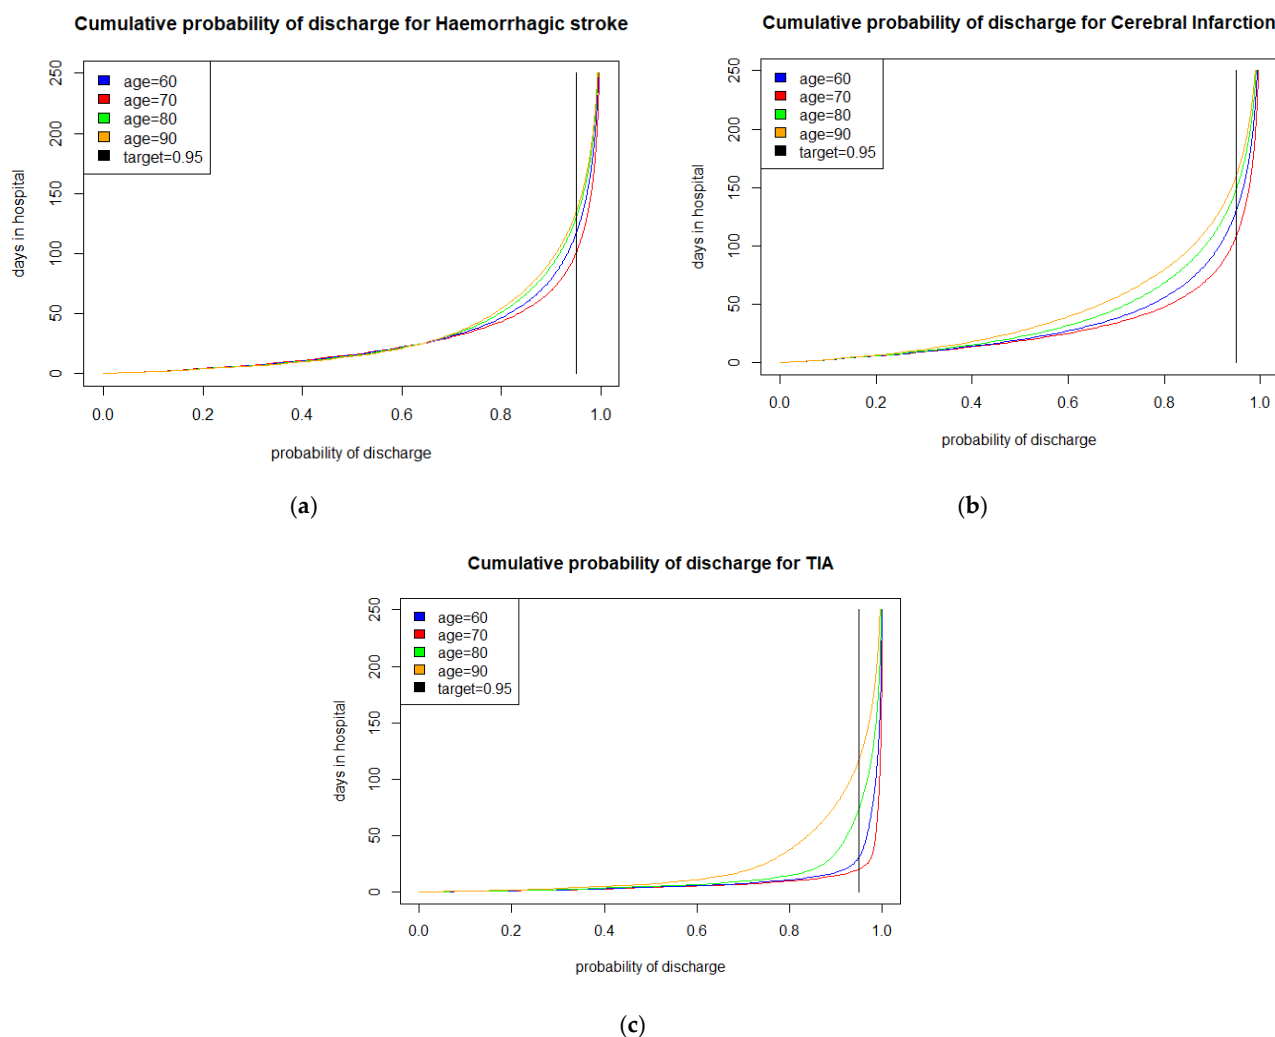 Cumulative probability of discharge for Haemorrhagic stroke
age=60
age=70
age=80
age=90
target=0.95
days in hospital
0
50
100
150
200
250
0.0 0.2 0.4 0.6 0.8 1.0
probability of discharge
(a)
Cumulative probability of discharge for Cerebral Infarction
age=60
age=70
age=80
age=90
target=0.95
days in hospital
0
50
100
150
200
250
0.0 0.2 0.4 0.6 0.8 1.0
probability of discharge
(b)
Cumulative probability of discharge for TIA
age=60
age=70
age=80
age=90
target=0.95
days in hospital
0
50
100
150
200
250
0.0 0.2 0.4 0.6 0.8 1.0
probability of discharge
(c)